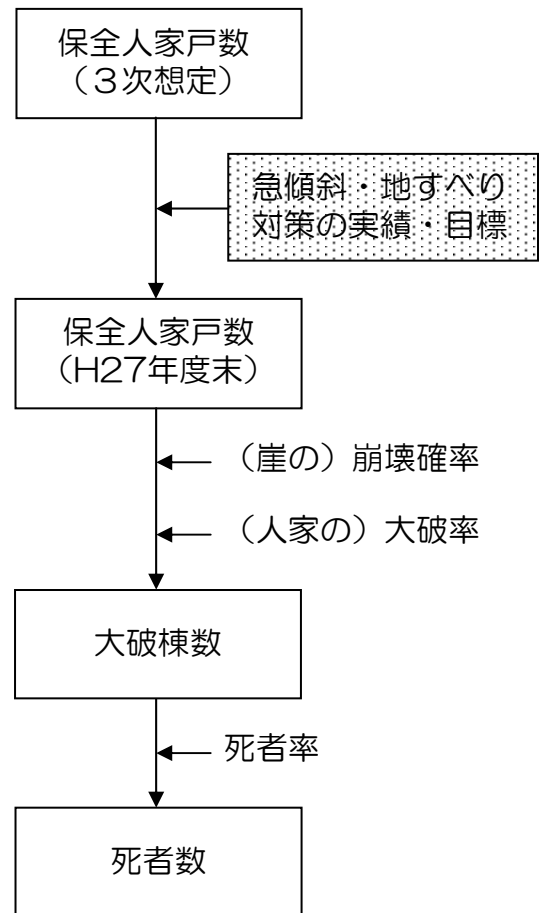 保全人家戸数
（３次想定）
急傾斜・地すべり
対策の実績・目標
保全人家戸数
（H27年度末）
（崖の）崩壊確率
（人家の）大破率
大破棟数
死者率
死者数